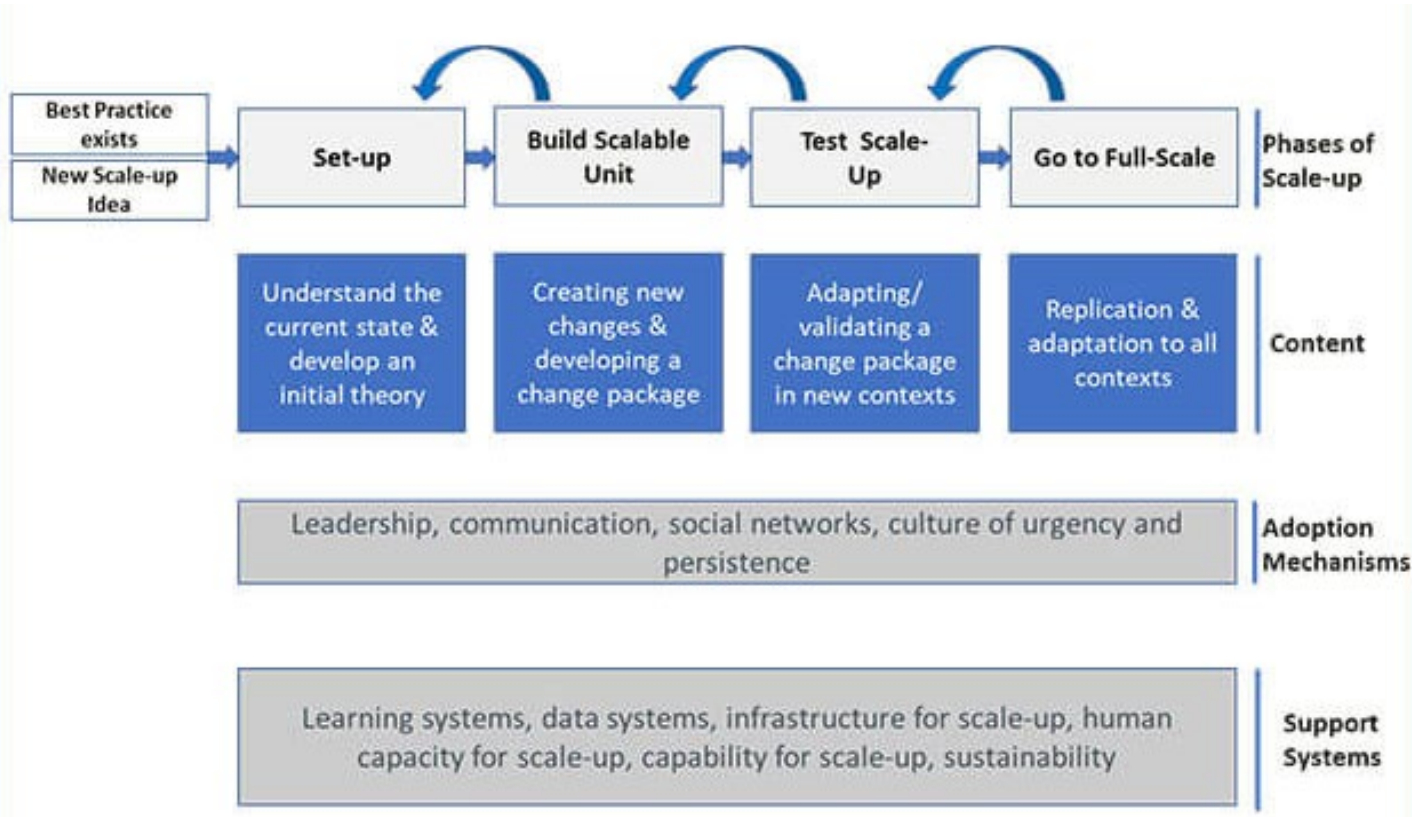 Best Practice
exists
New Scale-up
Idea
Set-up
Build Scalable
Unit
Test Scale-
Up
Go to Full-Scale
Phases of
Scale-up
Understand the
current state &
develop an
initial theory
Creating new
changes &
developing a
change package
Adapting/
validating a
change package
in new contexts
Replication &
adaptation to all
contexts
Content
Leadership, communication, social networks, culture of urgency and
persistence
Adoption
Mechanisms
Learning systems, data systems, infrastructure for scale-up, human
capacity for scale-up, capability for scale-up, sustainability
Support
Systems